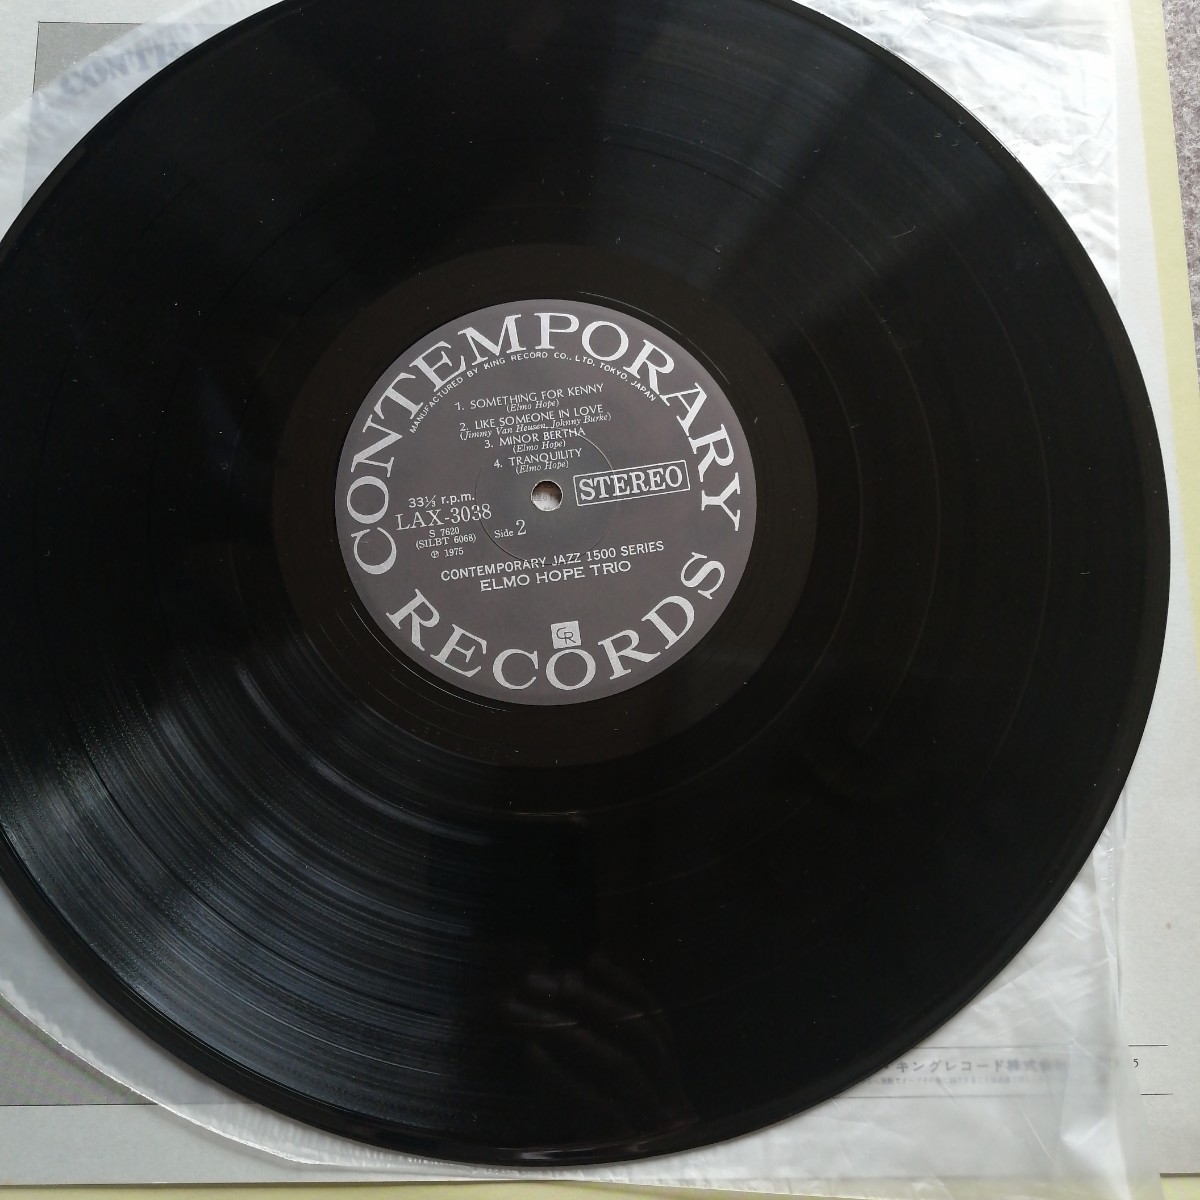 CONTEMPORARY
MANUFACTURED BY KING RECORD CO., LTD, TOKYO, JAPAN
1. SOMETHING FOR KENNY
(Elmo Hope)
2. LIKE SOMEONE IN LOVE
(Jimmy Van Heusen, Johnny Burke)
3. MINOR BERTHA
(Elmo Hope)
4. TRANQUILITY
(Elmo Hope)
STEREO
33⅓ r.p.m.
LAX-3038
S 7620
(SILBT 6068)
℗ 1975
Side 2
CONTEMPORARY JAZZ 1500 SERIES
ELMO HOPE TRIO
CR
RECORDS
キングレコード株式
5